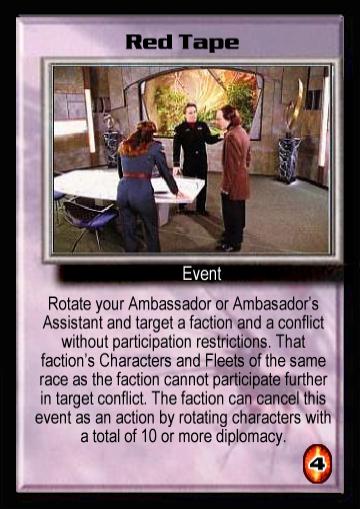 Red Tape
Event
Rotate your Ambassador or Ambasador's
Assistant and target a faction and a conflict
without participation restrictions. That
faction's Characters and Fleets of the same
race as the faction cannot participate further
in target conflict. The faction can cancel this
event as an action by rotating characters with
a total of 10 or more diplomacy.
4